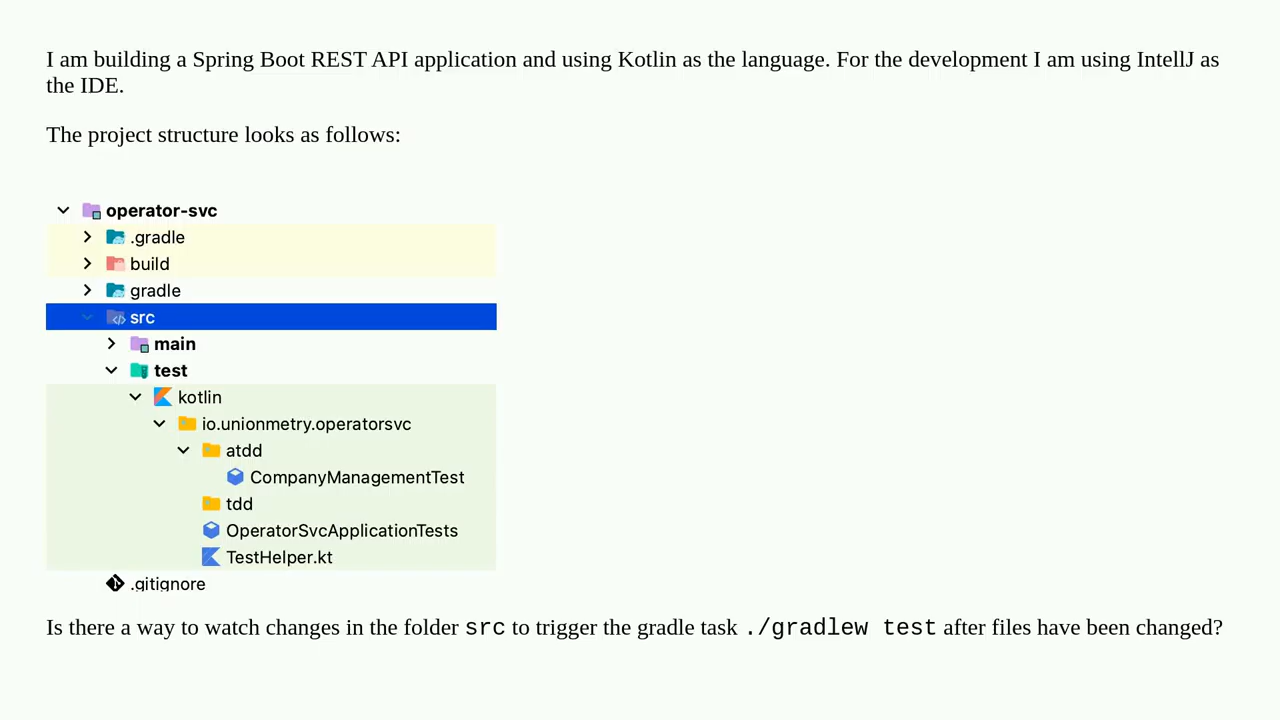 I am building a Spring Boot REST API application and using Kotlin as the language. For the development I am using IntellJ as
the IDE.
The project structure looks as follows:
operator-svc
.gradle
build
gradle
src
main
test
kotlin
io.unionmetry.operatorsvc
atdd
CompanyManagementTest
tdd
OperatorSvcApplicationTests
TestHelper.kt
.gitignore
Is there a way to watch changes in the folder src to trigger the gradle task ./gradlew test after files have been changed?